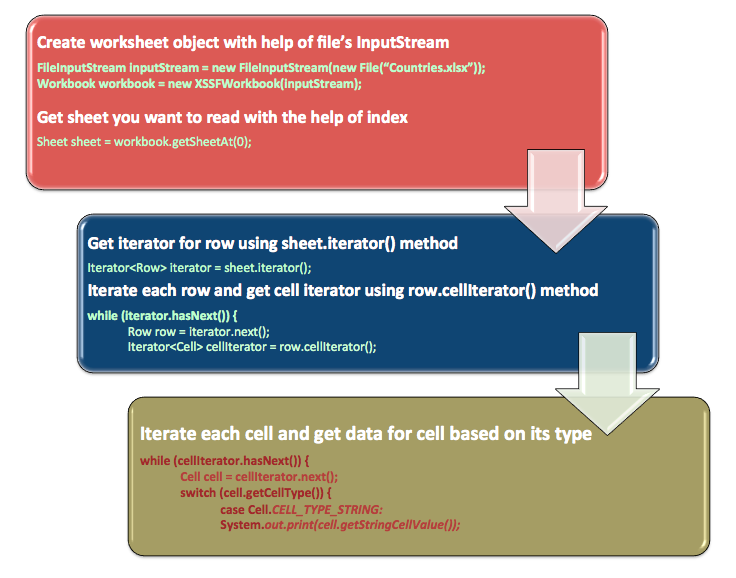 Create worksheet object with help of file’s InputStream
FileInputStream inputStream = new FileInputStream(new File(“Countries.xlsx”));
Workbook workbook = new XSSFWorkbook(inputStream);
Get sheet you want to read with the help of index
Sheet sheet = workbook.getSheetAt(0);
Get iterator for row using sheet.iterator() method
Iterator<Row> iterator = sheet.iterator();
Iterate each row and get cell iterator using row.cellIterator() method
while (iterator.hasNext()) {
Row row = iterator.next();
Iterator<Cell> cellIterator = row.cellIterator();
Iterate each cell and get data for cell based on its type
while (cellIterator.hasNext()) {
Cell cell = cellIterator.next();
switch (cell.getCellType()) {
case Cell.CELL_TYPE_STRING:
System.out.print(cell.getStringCellValue());